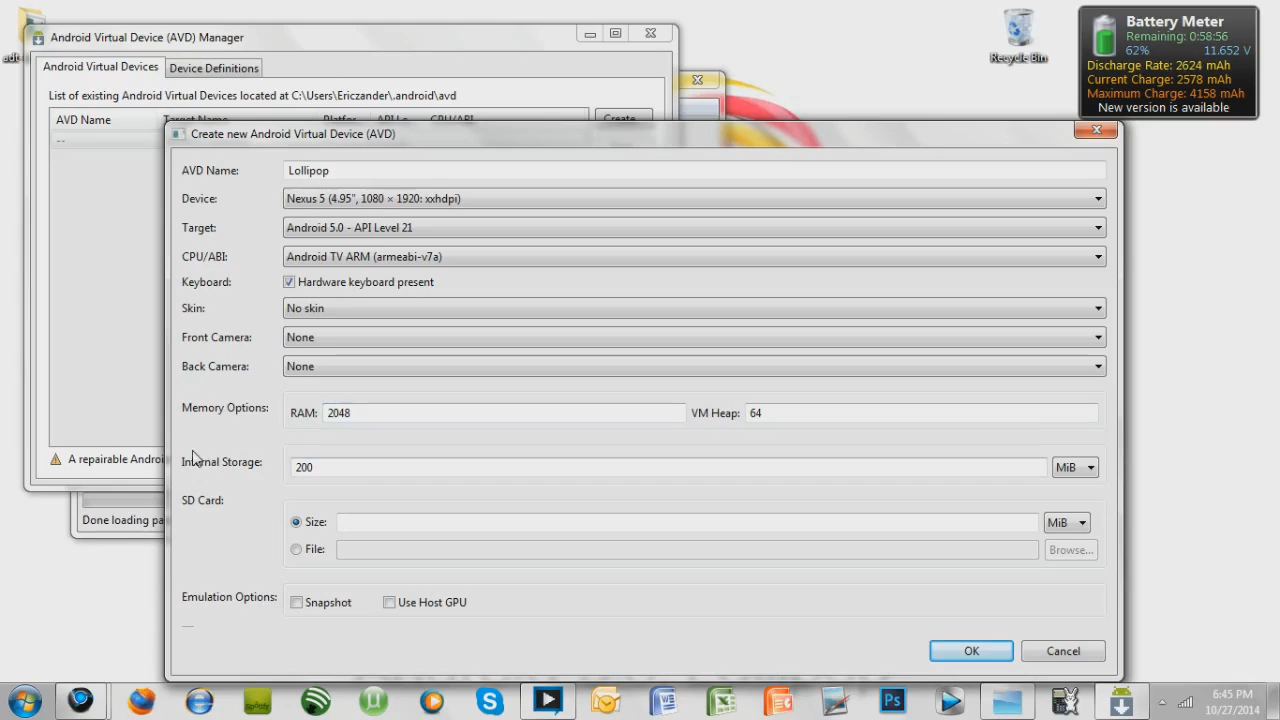 adt
Android Virtual Device (AVD) Manager
Android Virtual Devices
Device Definitions
List of existing Android Virtual Devices located at C:\Users\Ericzander\.android\avd
AVD Name
Create...
--
A repairable Androi
Done loading pa
Recycle Bin
Battery Meter
Remaining: 0:58:56
62% 11.652 V
Discharge Rate: 2624 mAh
Current Charge: 2578 mAh
Maximum Charge: 4158 mAh
New version is available
Create new Android Virtual Device (AVD)
AVD Name: Lollipop
Device: Nexus 5 (4.95", 1080 × 1920: xxhdpi)
Target: Android 5.0 - API Level 21
CPU/ABI: Android TV ARM (armeabi-v7a)
Keyboard: Hardware keyboard present
Skin: No skin
Front Camera: None
Back Camera: None
Memory Options: RAM: 2048 VM Heap: 64
Internal Storage: 200 MiB
SD Card:
Size: MiB
File: Browse...
Emulation Options: Snapshot Use Host GPU
OK Cancel
6:45 PM
10/27/2014